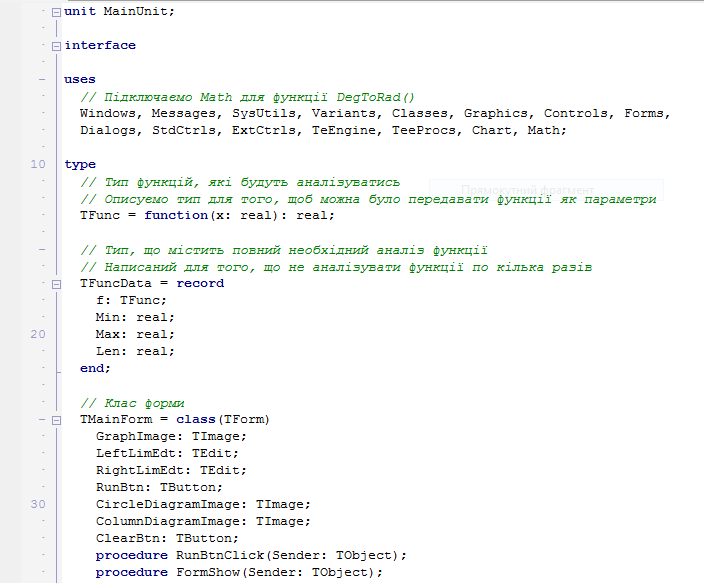 unit MainUnit;
interface
uses
// Підключаємо Math для функції DegToRad()
Windows, Messages, SysUtils, Variants, Classes, Graphics, Controls, Forms,
Dialogs, StdCtrls, ExtCtrls, TeEngine, TeeProcs, Chart, Math;
10 type
// Тип функцій, які будуть аналізуватись
Прямокутний фрагмент
// Описуемо тип для того, щоб можна було передавати функції як параметри
TFunc = function(x: real): real;
// Тип, що містить повний необхідний аналіз функції
// Написаний для того, що не аналізувати функції по кілька разів
TFuncData = record
f: TFunc;
Min: real;
20 Max: real;
Len: real;
end;
// Клас форми
TMainForm = class(TForm)
GraphImage: TImage;
LeftLimEdt: TEdit;
RightLimEdt: TEdit;
RunBtn: TButton;
30 CircleDiagramImage: TImage;
ColumnDiagramImage: TImage;
ClearBtn: TButton;
procedure RunBtnClick(Sender: TObject);
procedure FormShow(Sender: TObject);